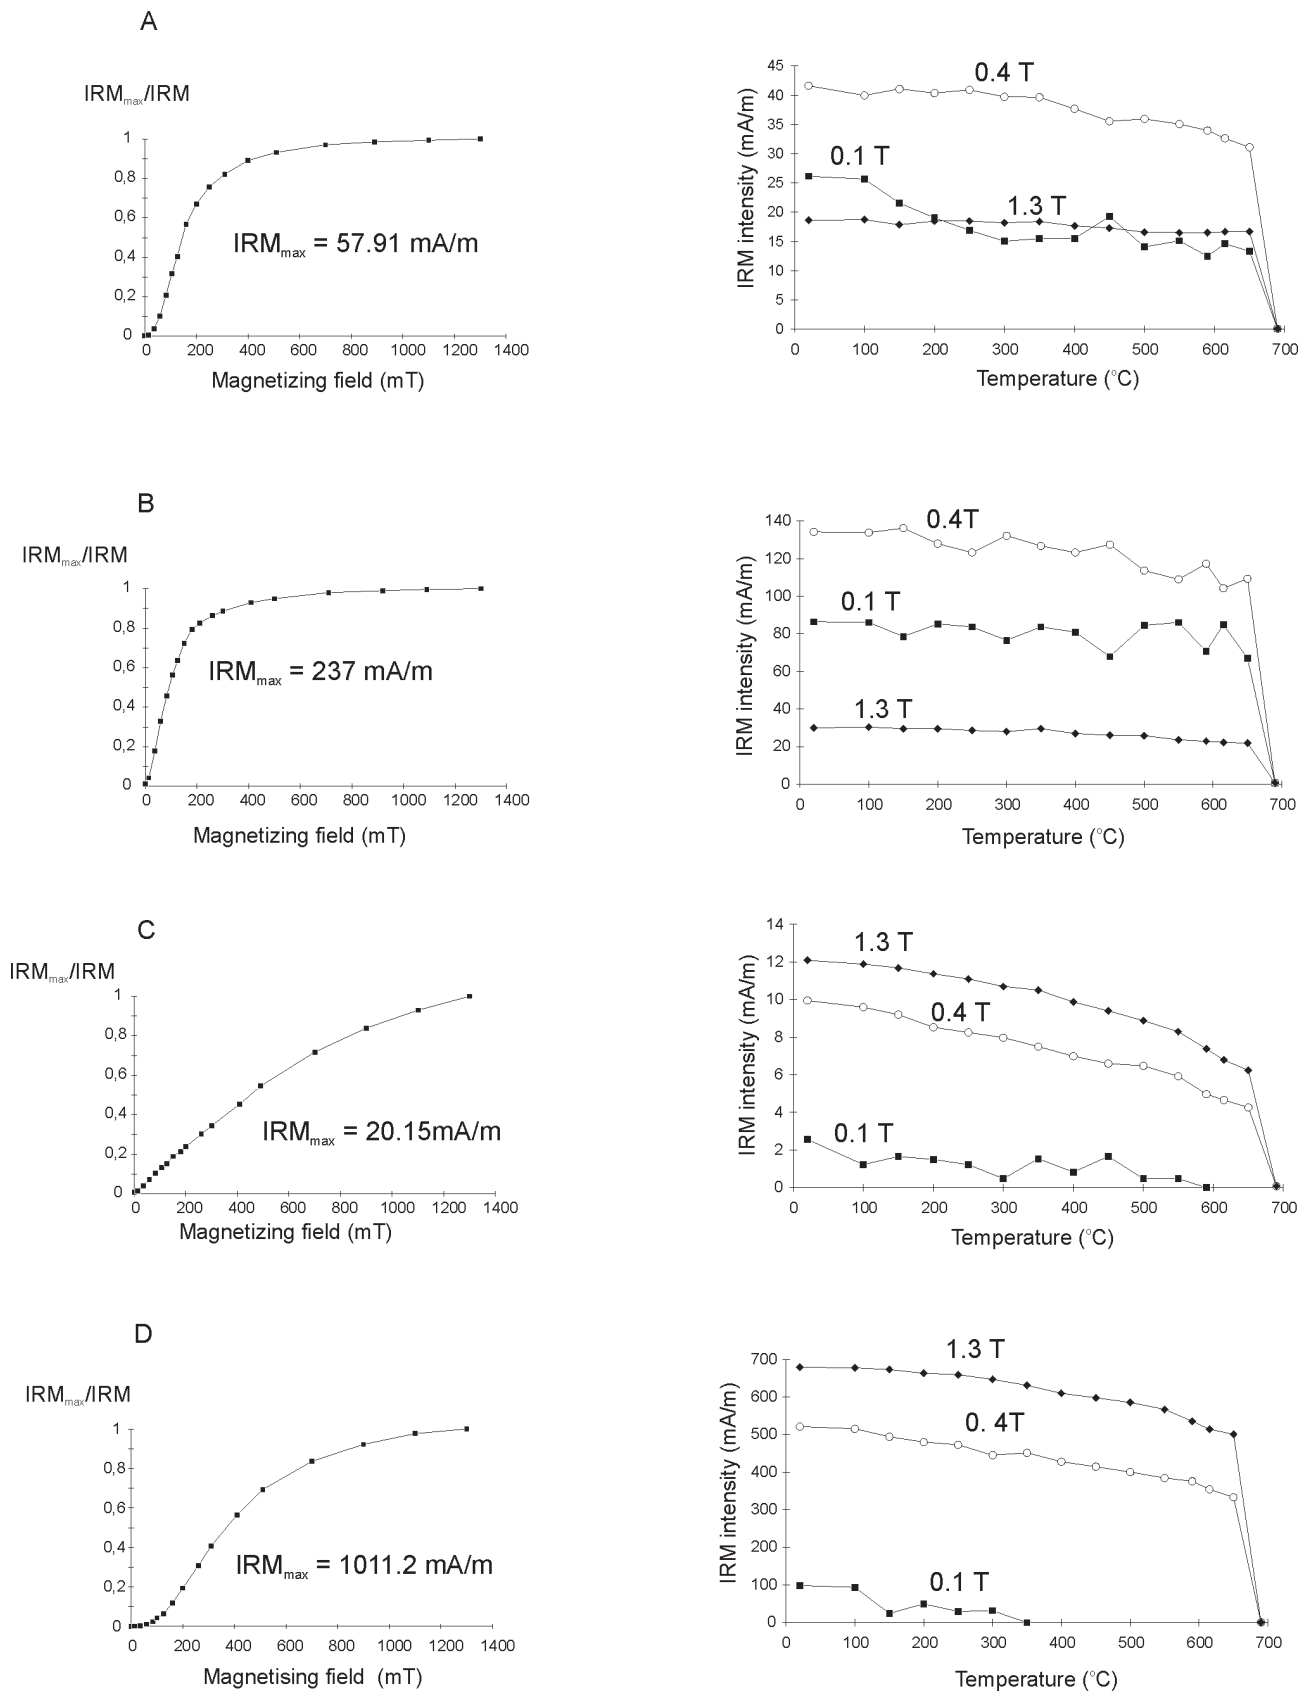 A
IRMmax/IRM
1
0,8
0,6
0,4
0,2
0
IRMmax = 57.91 mA/m
0 200 400 600 800 1000 1200 1400
Magnetizing field (mT)
45
40
35
30
25
20
15
10
5
0
IRM intensity (mA/m)
0.4 T
0.1 T
1.3 T
0 100 200 300 400 500 600 700
Temperature (°C)
B
IRMmax/IRM
1
0,8
0,6
0,4
0,2
0
IRMmax = 237 mA/m
0 200 400 600 800 1000 1200 1400
Magnetizing field (mT)
140
120
100
80
60
40
20
0
IRM intensity (mA/m)
0.4T
0.1 T
1.3 T
0 100 200 300 400 500 600 700
Temperature (°C)
C
IRMmax/IRM
1
0,8
0,6
0,4
0,2
0
IRMmax = 20.15mA/m
0 200 400 600 800 1000 1200 1400
Magnetizing field (mT)
14
12
10
8
6
4
2
0
IRM intensity (mA/m)
1.3 T
0.4 T
0.1 T
0 100 200 300 400 500 600 700
Temperature (°C)
D
IRMmax/IRM
1
0,8
0,6
0,4
0,2
0
IRMmax = 1011.2 mA/m
0 200 400 600 800 1000 1200 1400
Magnetising field (mT)
700
600
500
400
300
200
100
0
IRM intensity (mA/m)
1.3 T
0. 4T
0.1 T
0 100 200 300 400 500 600 700
Temperature (°C)